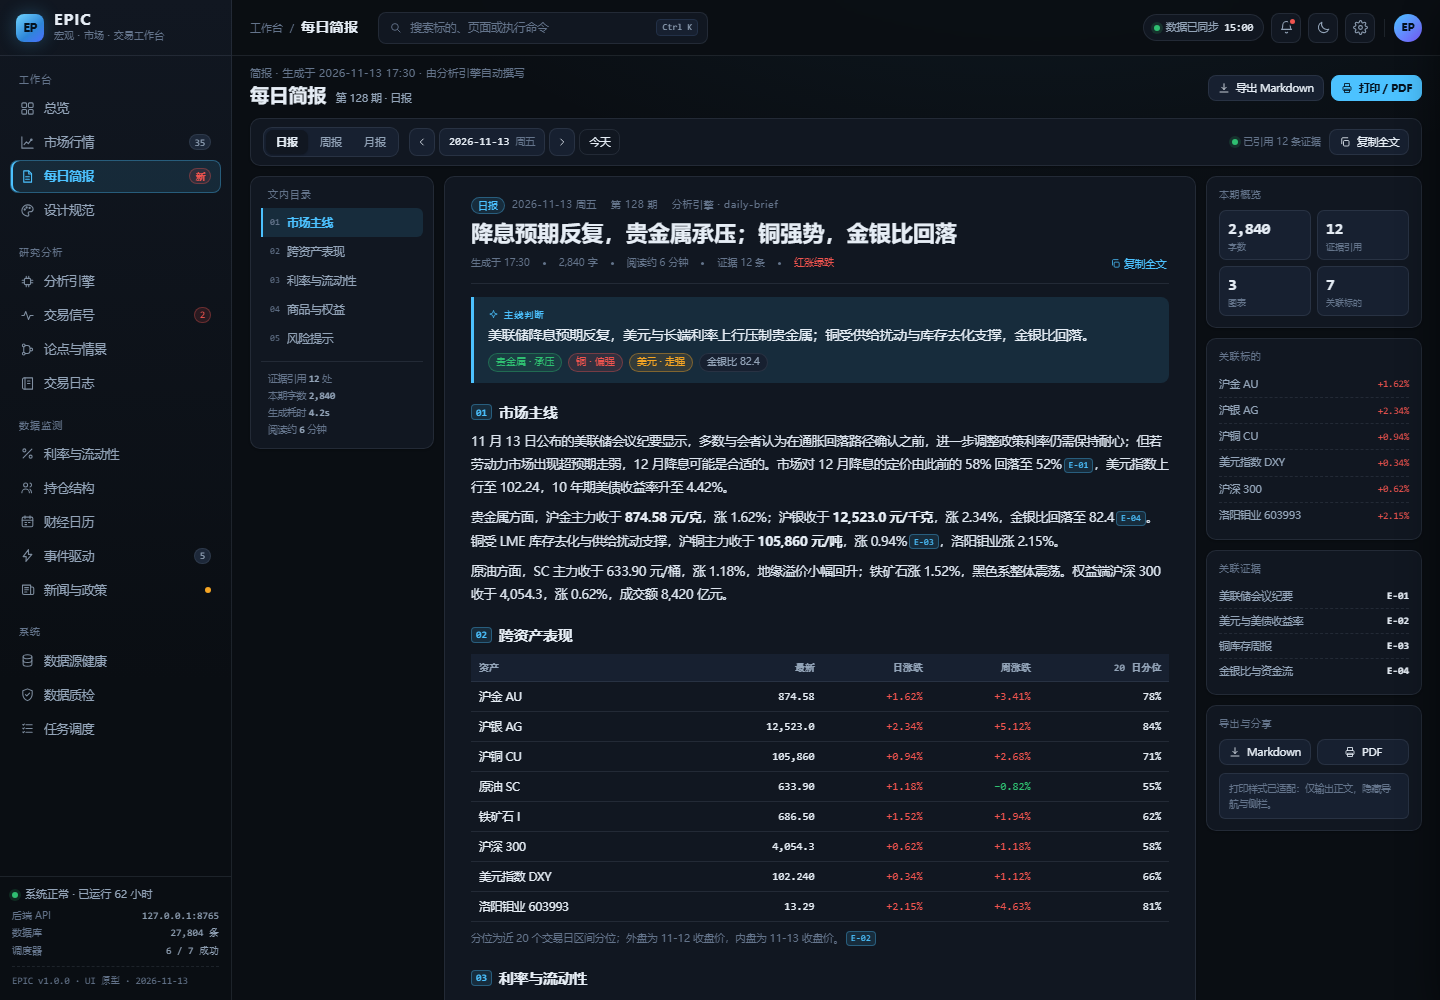 EP
EPIC
宏观 · 市场 · 交易工作台
工作台
总览
市场行情 35
每日简报 新
设计规范
研究分析
分析引擎
交易信号 2
论点与情景
交易日志
数据监测
利率与流动性
持仓结构
财经日历
事件驱动 5
新闻与政策
系统
数据源健康
数据质检
任务调度
系统正常 · 已运行 62 小时
后端 API 127.0.0.1:8765
数据库 27,804 条
调度器 6 / 7 成功
EPIC v1.0.0 · UI 原型 · 2026-11-13
工作台 / 每日简报
搜索标的、页面或执行命令 Ctrl K
数据已同步 15:00
EP
简报 · 生成于 2026-11-13 17:30 · 由分析引擎自动撰写
每日简报 第 128 期 · 日报
导出 Markdown
打印 / PDF
日报 周报 月报
2026-11-13 周五
今天
已引用 12 条证据
复制全文
文内目录
01 市场主线
02 跨资产表现
03 利率与流动性
04 商品与权益
05 风险提示
证据引用 12 处
本期字数 2,840
生成耗时 4.2s
阅读约 6 分钟
日报 2026-11-13 周五 第 128 期 分析引擎 · daily-brief
降息预期反复，贵金属承压；铜强势，金银比回落
生成于 17:30 • 2,840 字 • 阅读约 6 分钟 • 证据 12 条 • 红涨绿跌
复制全文
主线判断
美联储降息预期反复，美元与长端利率上行压制贵金属；铜受供给扰动与库存去化支撑，金银比回落。
贵金属 · 承压 铜 · 偏强 美元 · 走强 金银比 82.4
01 市场主线
11 月 13 日公布的美联储会议纪要显示，多数与会者认为在通胀回落路径确认之前，进一步调整政策利率仍需保持耐心；但若
劳动力市场出现超预期走弱，12 月降息可能是合适的。市场对 12 月降息的定价由此前的 58% 回落至 52% E-01 ，美元指数上
行至 102.24，10 年期美债收益率升至 4.42%。
贵金属方面，沪金主力收于 874.58 元/克，涨 1.62%；沪银收于 12,523.0 元/千克，涨 2.34%，金银比回落至 82.4 E-04 。
铜受 LME 库存去化与供给扰动支撑，沪铜主力收于 105,860 元/吨，涨 0.94% E-03 ，洛阳钼业涨 2.15%。
原油方面，SC 主力收于 633.90 元/桶，涨 1.18%，地缘溢价小幅回升；铁矿石涨 1.52%，黑色系整体震荡。权益端沪深 300
收于 4,054.3，涨 0.62%，成交额 8,420 亿元。
02 跨资产表现
资产 最新 日涨跌 周涨跌 20 日分位
沪金 AU 874.58 +1.62% +3.41% 78%
沪银 AG 12,523.0 +2.34% +5.12% 84%
沪铜 CU 105,860 +0.94% +2.68% 71%
原油 SC 633.90 +1.18% −0.82% 55%
铁矿石 I 686.50 +1.52% +1.94% 62%
沪深 300 4,054.3 +0.62% +1.18% 58%
美元指数 DXY 102.240 +0.34% +1.12% 66%
洛阳钼业 603993 13.29 +2.15% +4.63% 81%
分位为近 20 个交易日区间分位；外盘为 11-12 收盘价，内盘为 11-13 收盘价。 E-02
03 利率与流动性
本期概览
2,840 字数
12 证据引用
3 图表
7 关联标的
关联标的
沪金 AU +1.62%
沪银 AG +2.34%
沪铜 CU +0.94%
美元指数 DXY +0.34%
沪深 300 +0.62%
洛阳钼业 603993 +2.15%
关联证据
美联储会议纪要 E-01
美元与美债收益率 E-02
铜库存周报 E-03
金银比与资金流 E-04
导出与分享
Markdown
PDF
打印样式已适配：仅输出正文，隐藏导
航与侧栏。